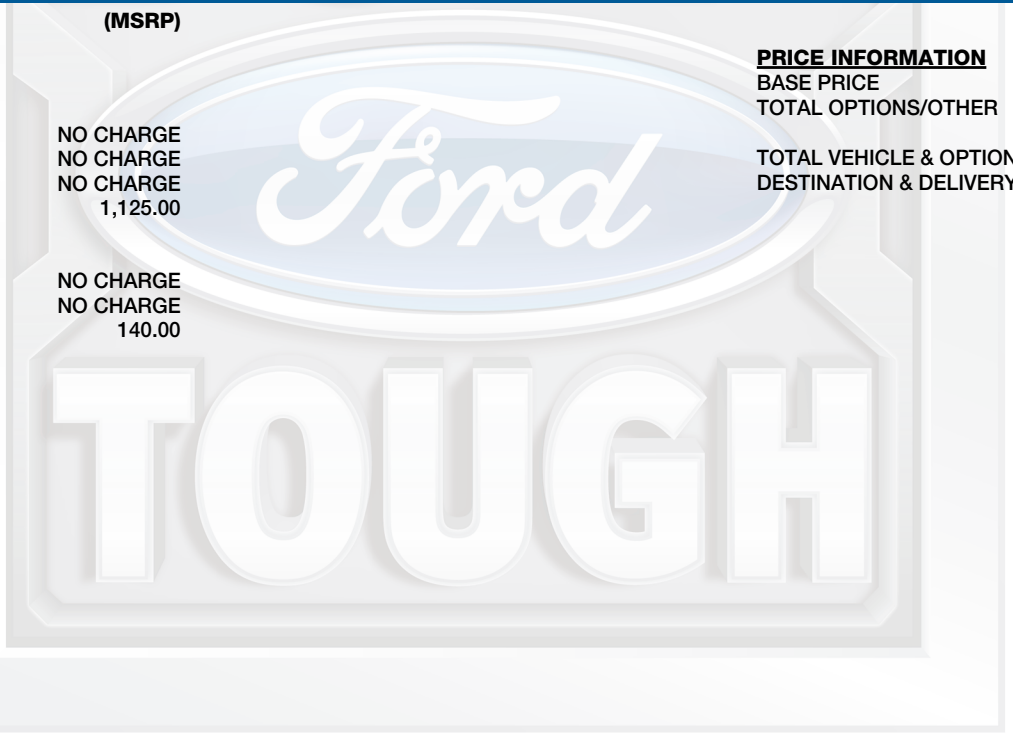 (MSRP)
NO CHARGE
NO CHARGE
NO CHARGE
1,125.00
NO CHARGE
NO CHARGE
140.00
PRICE INFORMATION
BASE PRICE
TOTAL OPTIONS/OTHER
TOTAL VEHICLE & OPTION
DESTINATION & DELIVERY
Ford
TOUGH